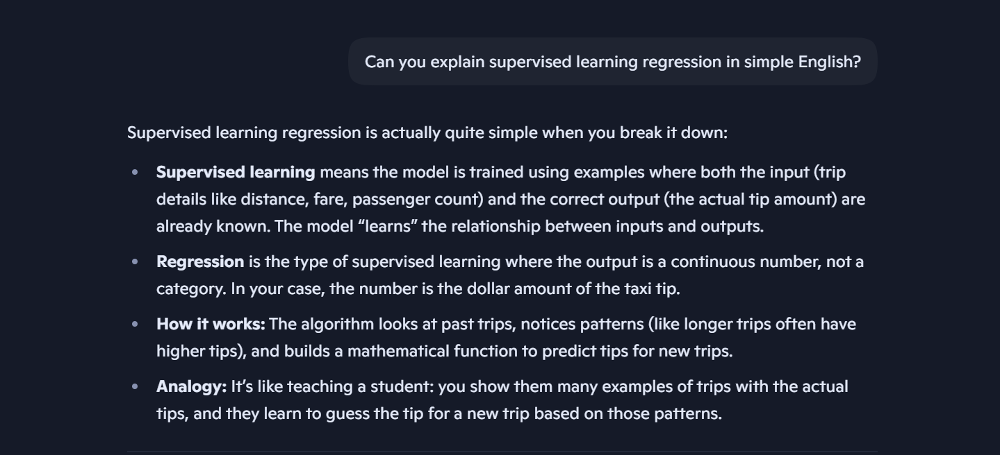 Can you explain supervised learning regression in simple English?
Supervised learning regression is actually quite simple when you break it down:
• Supervised learning means the model is trained using examples where both the input (trip
details like distance, fare, passenger count) and the correct output (the actual tip amount) are
already known. The model “learns” the relationship between inputs and outputs.
• Regression is the type of supervised learning where the output is a continuous number, not a
category. In your case, the number is the dollar amount of the taxi tip.
• How it works: The algorithm looks at past trips, notices patterns (like longer trips often have
higher tips), and builds a mathematical function to predict tips for new trips.
• Analogy: It’s like teaching a student: you show them many examples of trips with the actual
tips, and they learn to guess the tip for a new trip based on those patterns.